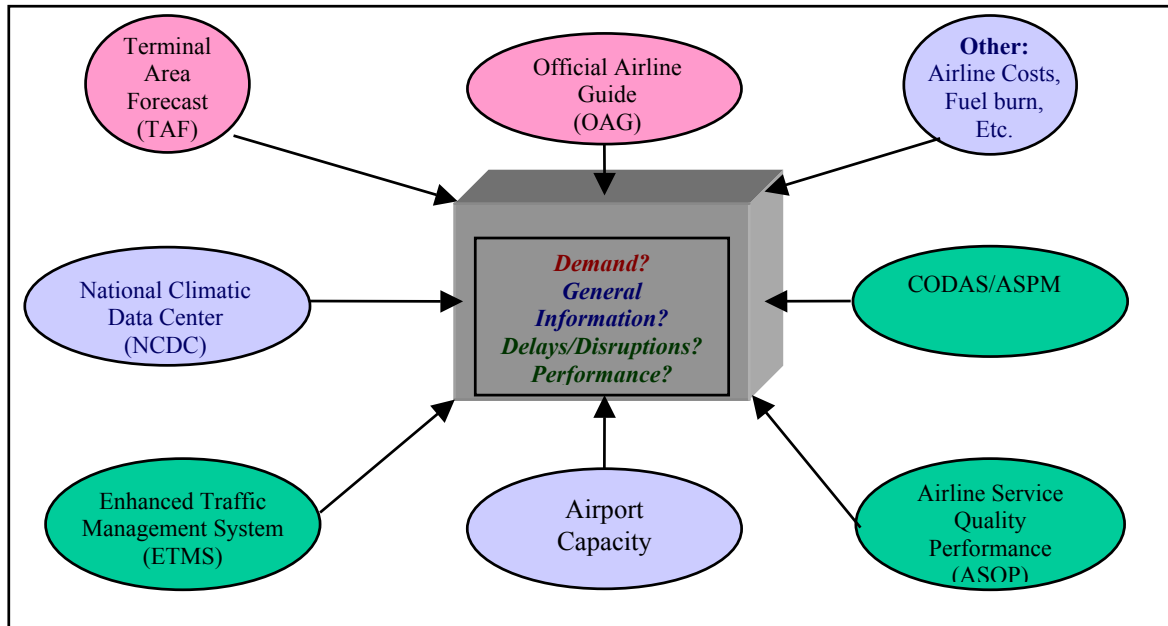 Terminal
Area
Forecast
(TAF)
Official Airline
Guide
(OAG)
Other:
Airline Costs,
Fuel burn,
Etc.
National Climatic
Data Center
(NCDC)
Demand?
General
Information?
Delays/Disruptions?
Performance?
CODAS/ASPM
Enhanced Traffic
Management System
(ETMS)
Airport
Capacity
Airline Service
Quality
Performance
(ASQP)